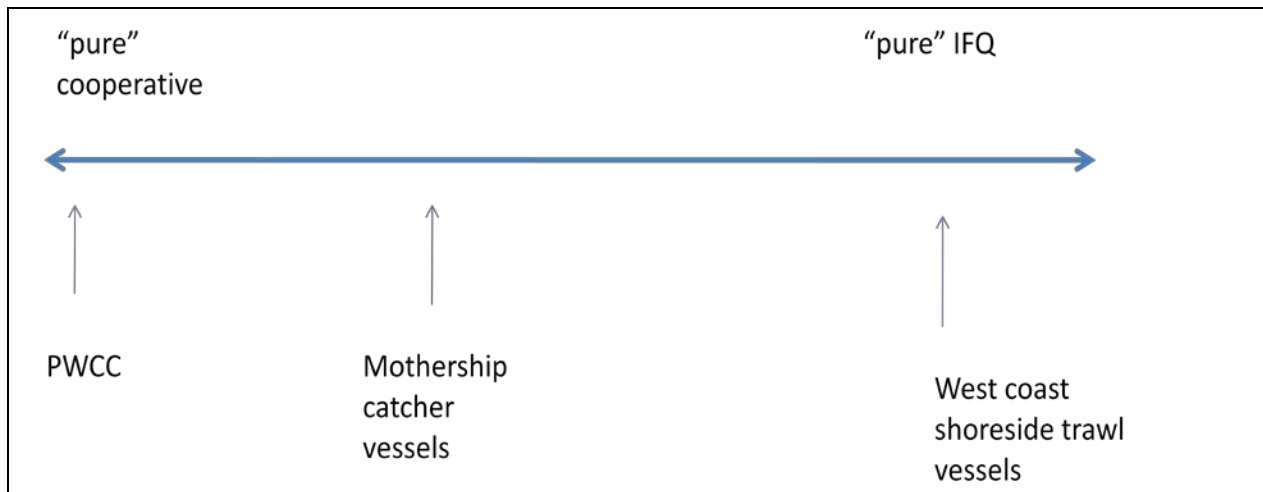 “pure”
cooperative
“pure” IFQ
PWCC
Mothership
catcher
vessels
West coast
shoreside trawl
vessels